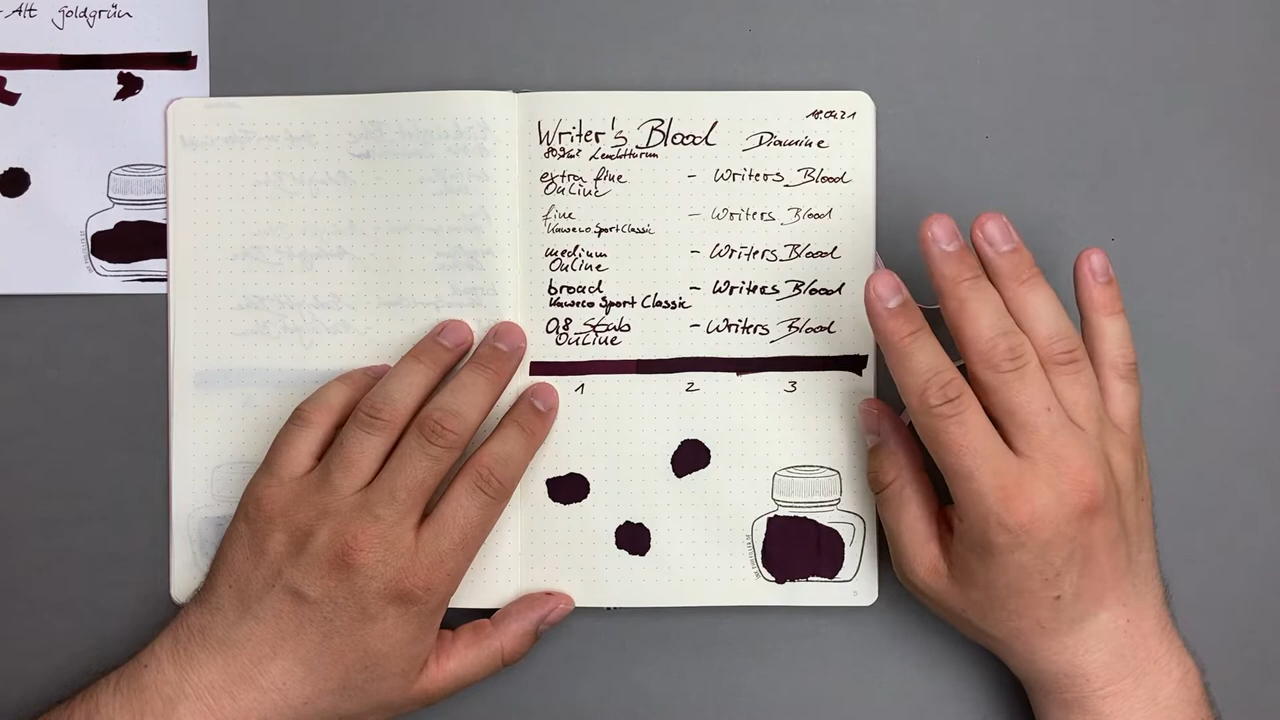 Alt Goldgrün
18.04.21
Writer's Blood Diamine
80g/m² Leuchtturm
extra fine - Writers Blood
OnLine
fine - Writers Blood
Kaweco Sport Classic
medium - Writers Blood
OnLine
broad - Writers Blood
Kaweco Sport Classic
0,8 Stub - Writers Blood
OnLine
1 2 3
5